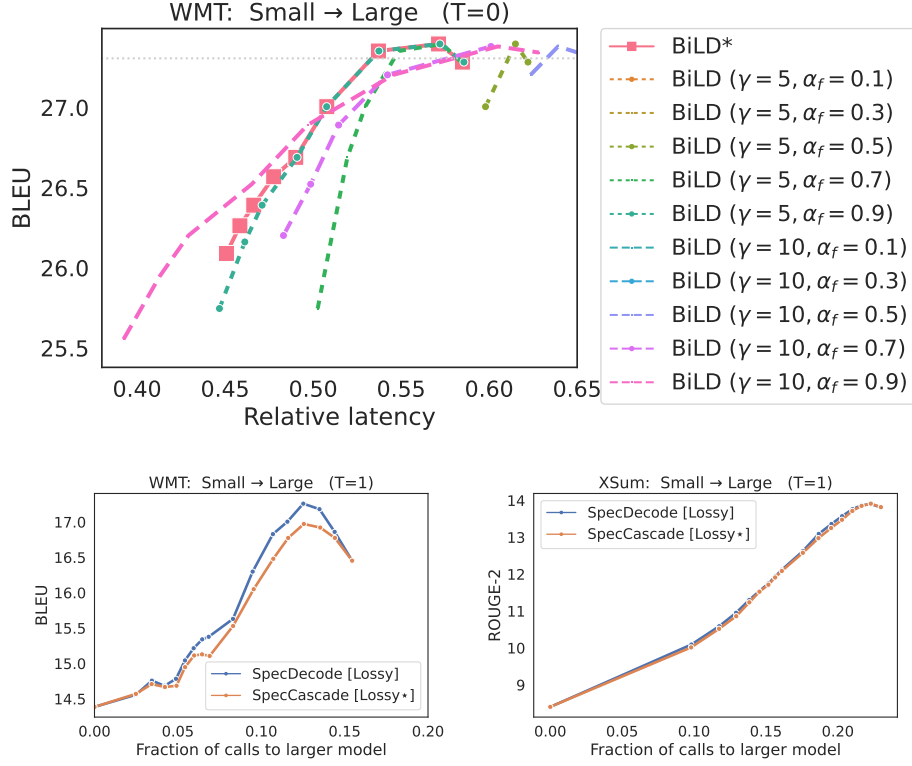 WMT:  Small → Large   (T=0)
BLEU
27.0
26.5
26.0
25.5
0.40 0.45 0.50 0.55 0.60 0.65
Relative latency
BiLD*
BiLD (γ = 5, α_f = 0.1)
BiLD (γ = 5, α_f = 0.3)
BiLD (γ = 5, α_f = 0.5)
BiLD (γ = 5, α_f = 0.7)
BiLD (γ = 5, α_f = 0.9)
BiLD (γ = 10, α_f = 0.1)
BiLD (γ = 10, α_f = 0.3)
BiLD (γ = 10, α_f = 0.5)
BiLD (γ = 10, α_f = 0.7)
BiLD (γ = 10, α_f = 0.9)
WMT:  Small → Large   (T=1)
BLEU
17.0
16.5
16.0
15.5
15.0
14.5
SpecDecode [Lossy]
SpecCascade [Lossy⋆]
0.00 0.05 0.10 0.15 0.20
Fraction of calls to larger model
XSum:  Small → Large   (T=1)
ROUGE-2
14
13
12
11
10
9
SpecDecode [Lossy]
SpecCascade [Lossy⋆]
0.00 0.05 0.10 0.15 0.20
Fraction of calls to larger model